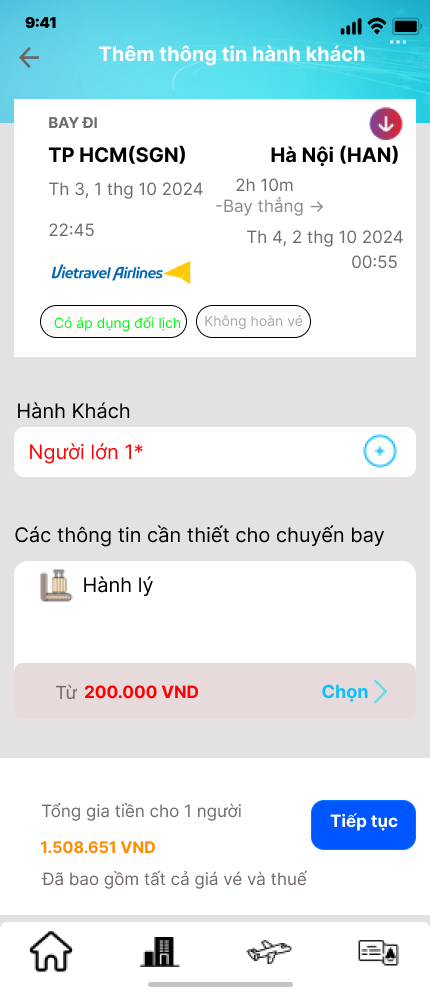 9:41
Thêm thông tin hành khách
BAY ĐI
TP HCM(SGN)
Hà Nội (HAN)
Th 3, 1 thg 10 2024
2h 10m
-Bay thẳng →
22:45
Th 4, 2 thg 10 2024
00:55
Vietravel Airlines
Có áp dụng đổi lịch
Không hoàn vé
Hành Khách
Người lớn 1*
Các thông tin cần thiết cho chuyến bay
Hành lý
Từ 200.000 VND
Chọn
Tổng gia tiền cho 1 người
1.508.651 VND
Tiếp tục
Đã bao gồm tất cả giá vé và thuế